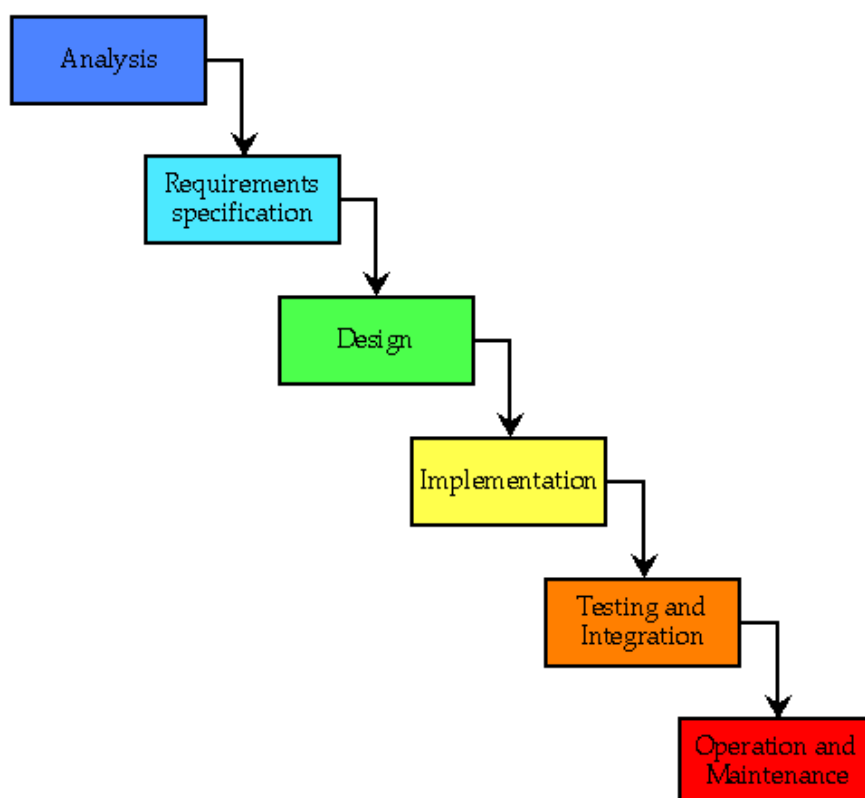 Analysis
Requirements
specification
Design
Implementation
Testing and
Integration
Operation and
Maintenance